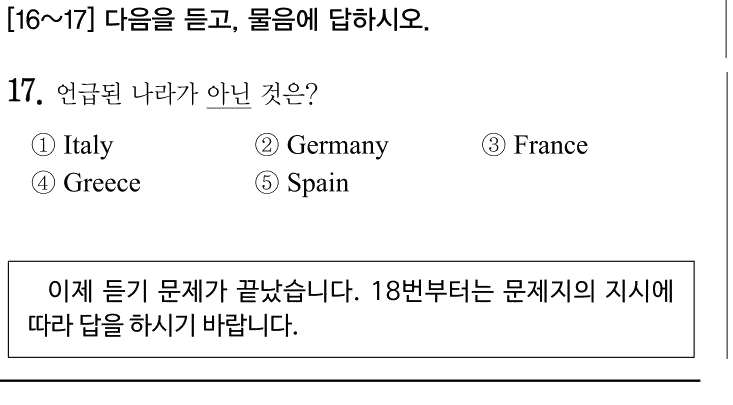 [16～17] 다음을 듣고, 물음에 답하시오.
17. 언급된 나라가 아닌 것은?
① Italy ② Germany ③ France
④ Greece ⑤ Spain
이제 듣기 문제가 끝났습니다. 18번부터는 문제지의 지시에
따라 답을 하시기 바랍니다.